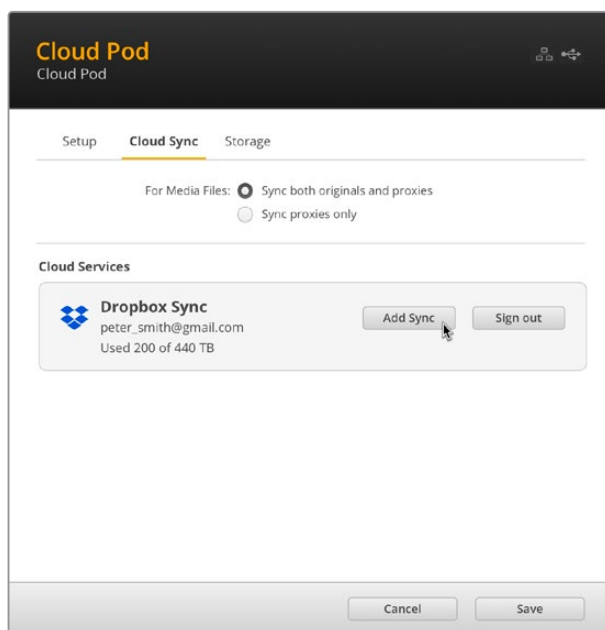 Cloud Pod
Cloud Pod
Setup Cloud Sync Storage
For Media Files: Sync both originals and proxies
Sync proxies only
Cloud Services
Dropbox Sync
peter_smith@gmail.com
Used 200 of 440 TB
Add Sync Sign out
Cancel Save